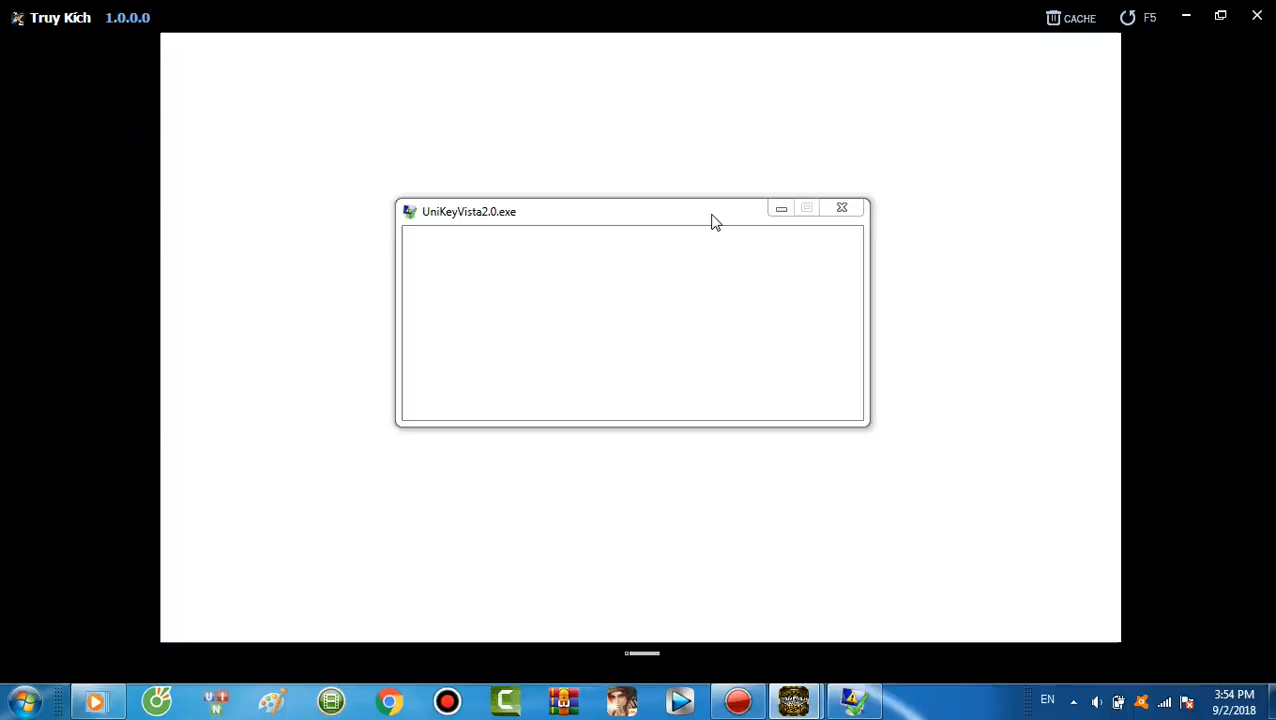 Truy Kích 1.0.0.0
CACHE
F5
UniKeyVista2.0.exe
EN
3:54 PM
9/2/2018